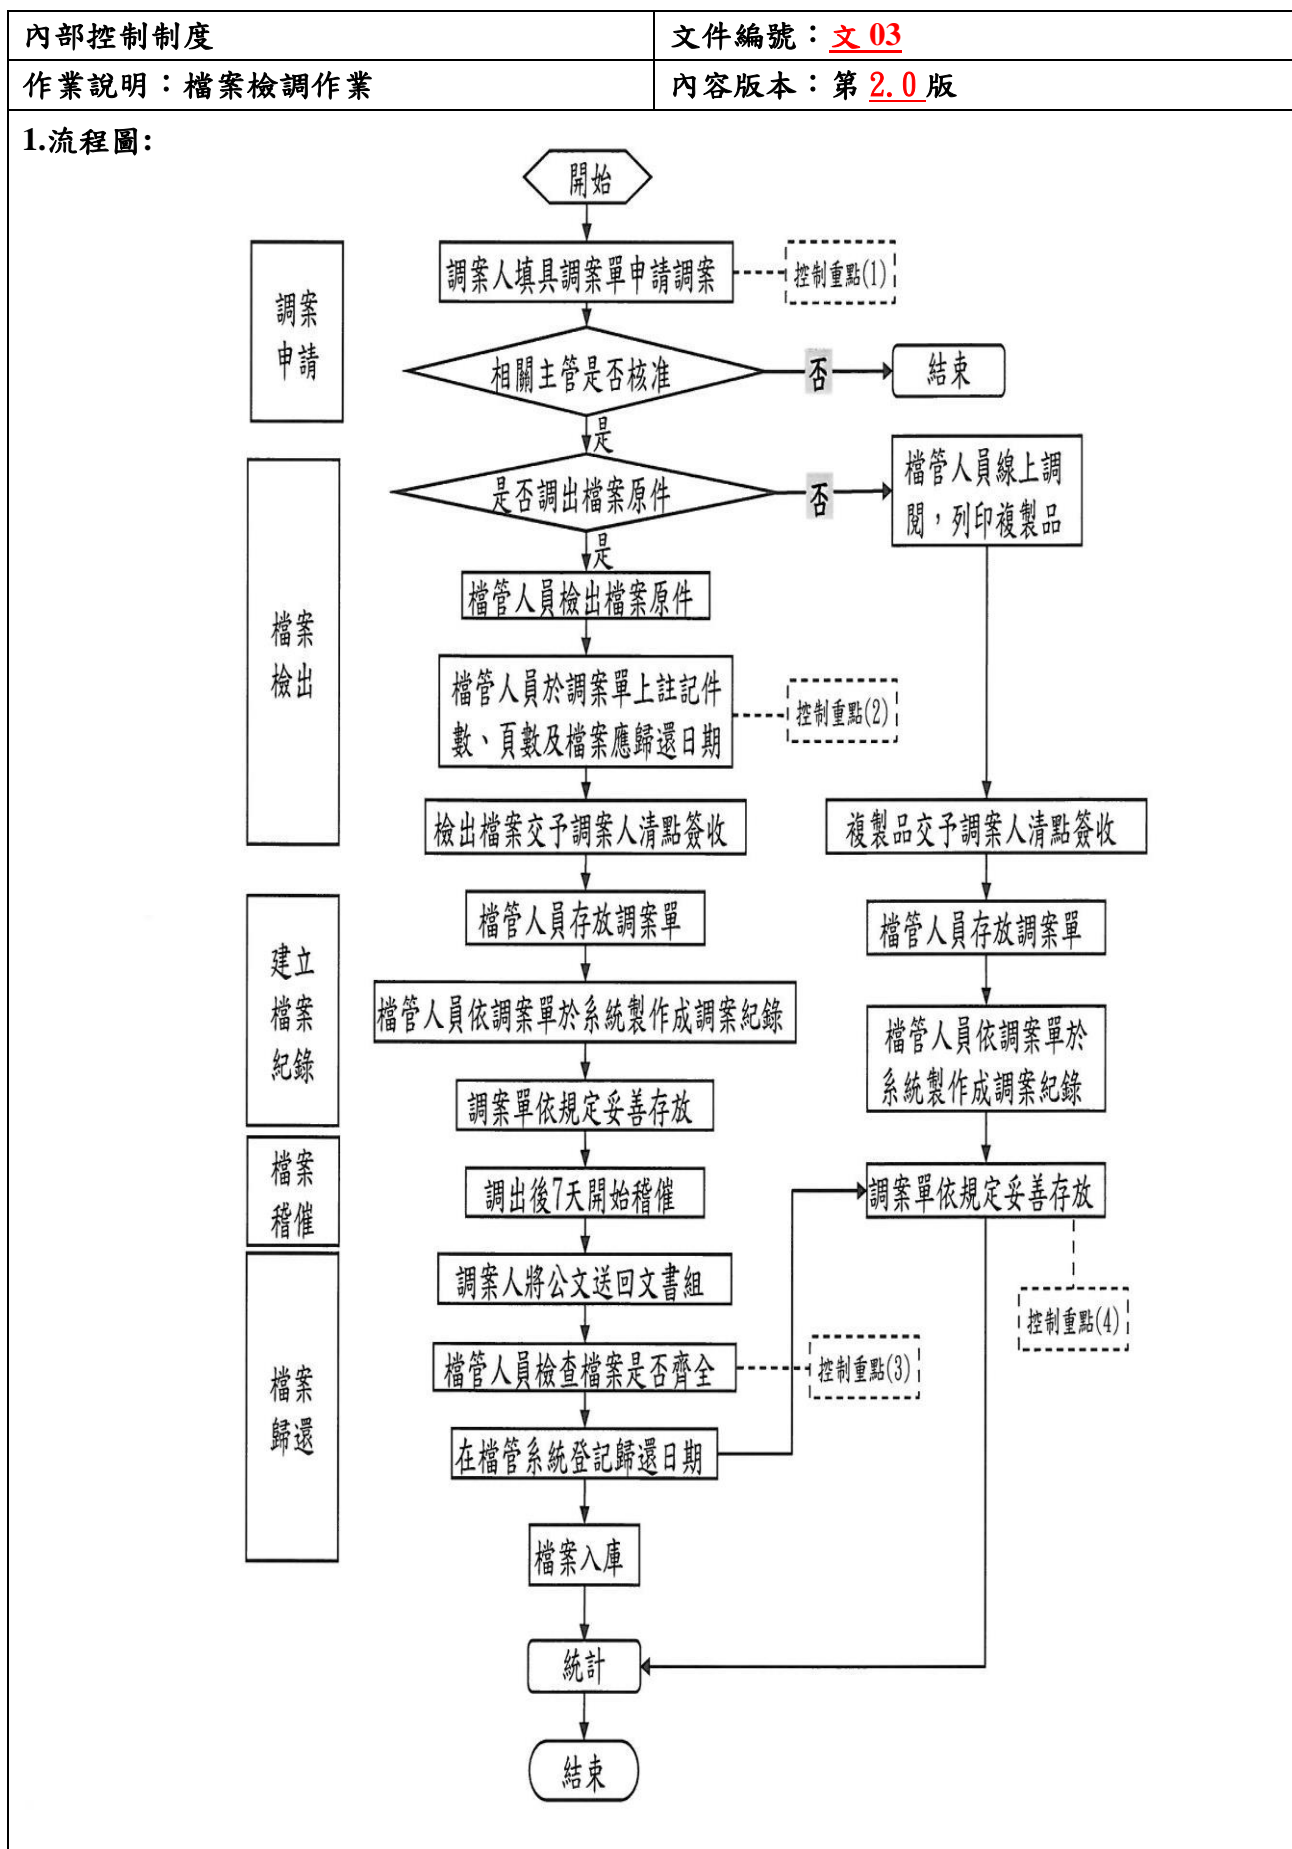 內部控制制度
文件編號：文 03
作業說明：檔案檢調作業
內容版本：第 2.0 版
1.流程圖:
開始
調案
申請
調案人填具調案單申請調案
控制重點(1)
相關主管是否核准
否
結束
是
檔案
檢出
是否調出檔案原件
否
檔管人員線上調
閱，列印複製品
是
檔管人員檢出檔案原件
檔管人員於調案單上註記件
數、頁數及檔案應歸還日期
控制重點(2)
檢出檔案交予調案人清點簽收
複製品交予調案人清點簽收
建立
檔案
紀錄
檔管人員存放調案單
檔管人員存放調案單
檔管人員依調案單於系統製作成調案紀錄
檔管人員依調案單於
系統製作成調案紀錄
調案單依規定妥善存放
檔案
稽催
調出後7天開始稽催
調案單依規定妥善存放
檔案
歸還
調案人將公文送回文書組
控制重點(4)
檔管人員檢查檔案是否齊全
控制重點(3)
在檔管系統登記歸還日期
檔案入庫
統計
結束